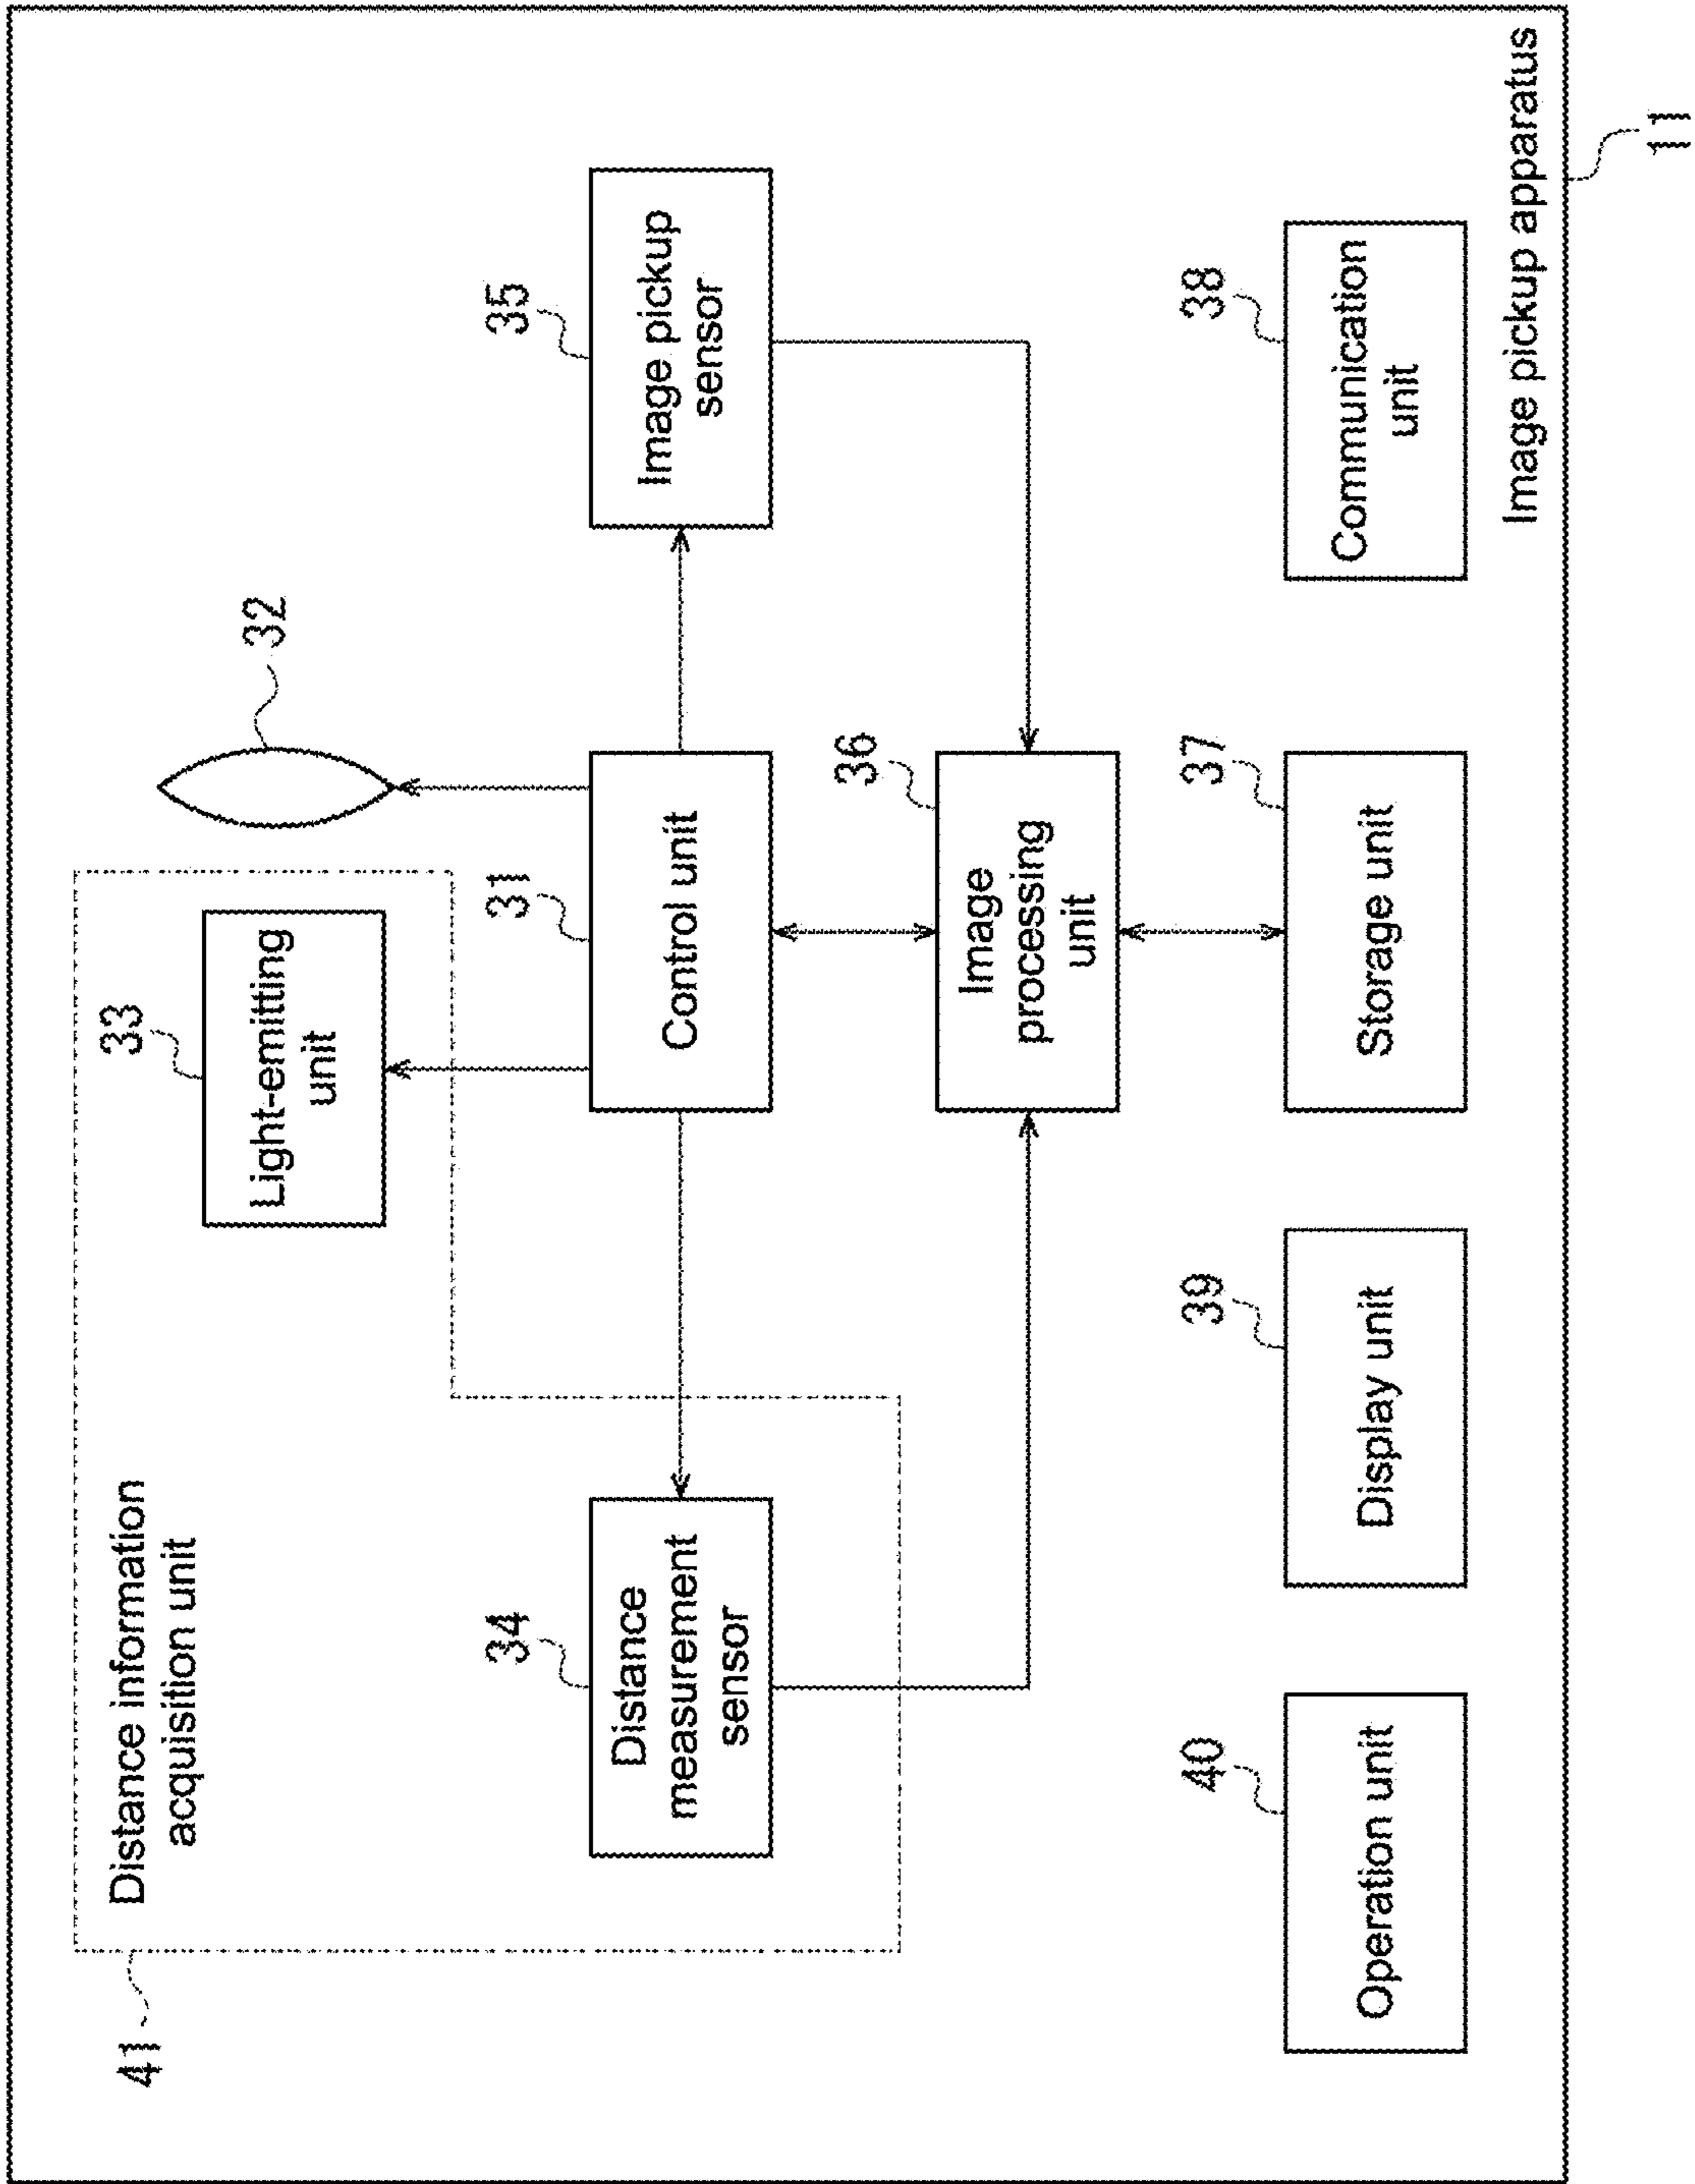 41
Distance information
acquisition unit
33
Light-emitting
unit
32
34
Distance
measurement
sensor
31
Control unit
35
Image pickup
sensor
36
Image
processing
unit
40
Operation unit
39
Display unit
37
Storage unit
38
Communication
unit
Image pickup apparatus
11